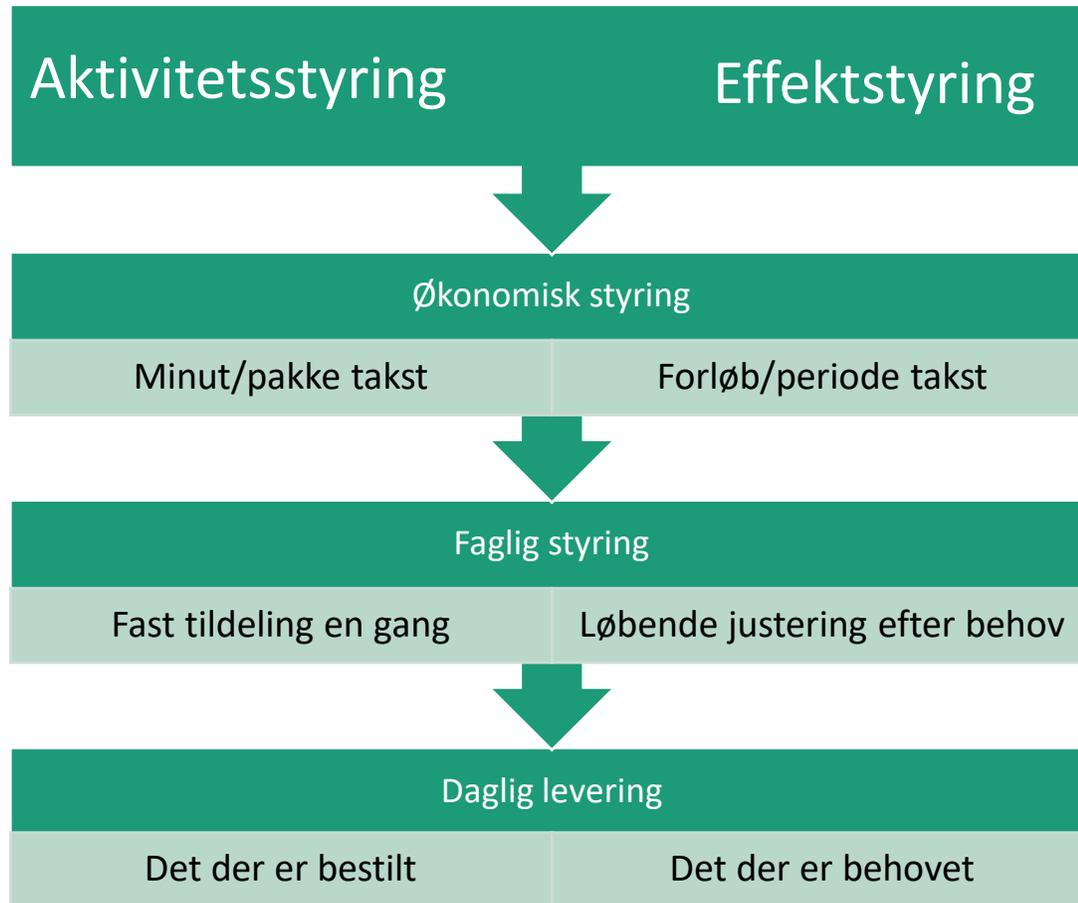 Aktivitetsstyring
Effektstyring
Økonomisk styring
Minut/pakke takst
Forløb/periode takst
Faglig styring
Fast tildeling en gang
Løbende justering efter behov
Daglig levering
Det der er bestilt
Det der er behovet